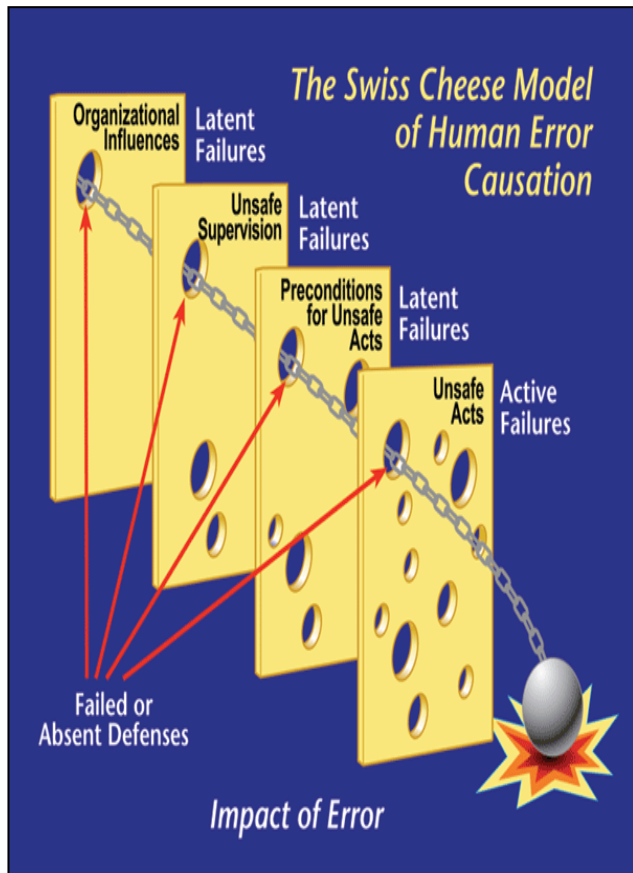 The Swiss Cheese Model
of Human Error
Causation
Organizational
Influences
Latent
Failures
Unsafe
Supervision
Latent
Failures
Preconditions
for Unsafe
Acts
Latent
Failures
Unsafe
Acts
Active
Failures
Failed or
Absent Defenses
Impact of Error